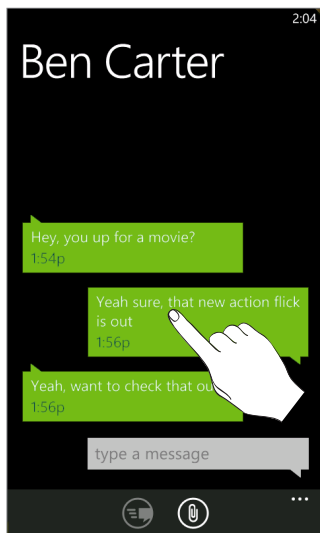 2:04
Ben Carter
Hey, you up for a movie?
1:54p
Yeah sure, that new action flick
is out
1:56p
Yeah, want to check that
1:56p
type a message